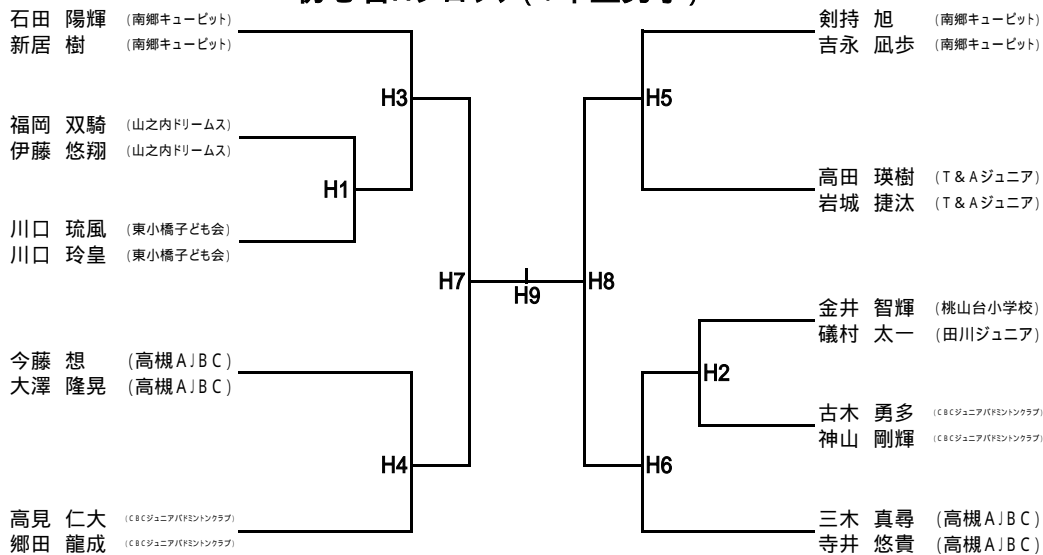 石田 陽輝 (南郷キューピット)
新居 樹 (南郷キューピット)
福岡 双騎 (山之内ドリームス)
伊藤 悠翔 (山之内ドリームス)
川口 琉風 (東小橋子ども会)
川口 玲皇 (東小橋子ども会)
今藤 想 (高槻AJBC)
大澤 隆晃 (高槻AJBC)
高見 仁大 (CBCジュニアバドミントンクラブ)
郷田 龍成 (CBCジュニアバドミントンクラブ)
H3
H1
H7
H4
H9
H5
H8
H2
H6
剣持 旭 (南郷キューピット)
吉永 凪歩 (南郷キューピット)
高田 瑛樹 (T&Aジュニア)
岩城 捷汰 (T&Aジュニア)
金井 智輝 (桃山台小学校)
礒村 太一 (田川ジュニア)
古木 勇多 (CBCジュニアバドミントンクラブ)
神山 剛輝 (CBCジュニアバドミントンクラブ)
三木 真尋 (高槻AJBC)
寺井 悠貴 (高槻AJBC)